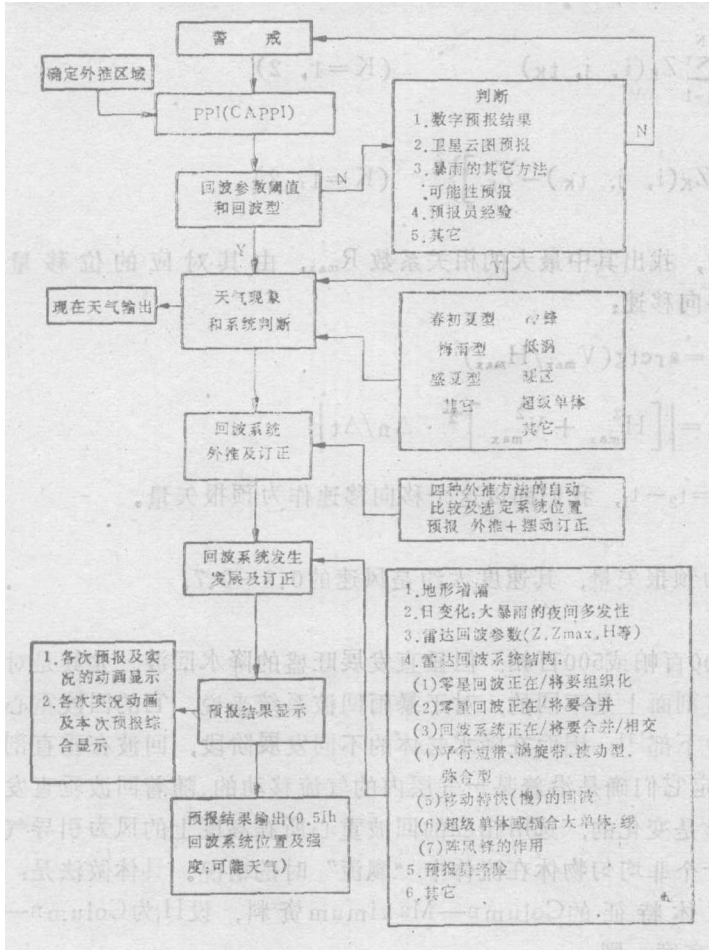 警 戒
确定外推区域
PPI(CAPPI)
回波参数阈值
和回波型
N
Y
判断
1.数字预报结果
2.卫星云图预报
3.暴雨的其它方法
可能性预报
4.预报员经验
5.其它
N
Y
现在天气输出
天气现象
和系统判断
春初夏型 冷锋
梅雨型 低涡
盛夏型 暖区
其它 超级单体
其它
回波系统
外推及订正
四种外推方法的自动
比较及选定系统位置
预报 外推+摆动订正
回波系统发生
发展及订正
1.地形增幅
2.日变化:大暴雨的夜间多发性
3.雷达回波参数(Z,Zmax,H等)
4.雷达回波系统结构:
(1)零星回波正在/将要组织化
(2)零星回波正在/将要合并
(3)回波系统正在/将要合并/相交
(4)平行短带、涡旋带、波动型、
弥合型
(5)移动特快(慢)的回波
(6)超级单体或镉合大单体,线
(7)阵风锋的作用
5.预报员经验
6.其它
1.各次预报及实
况的动画显示
2.各次实况动画
及本次预报综
合显示
预报结果显示
预报结果输出(0.5Ih
回波系统位置及强
度;可能天气)